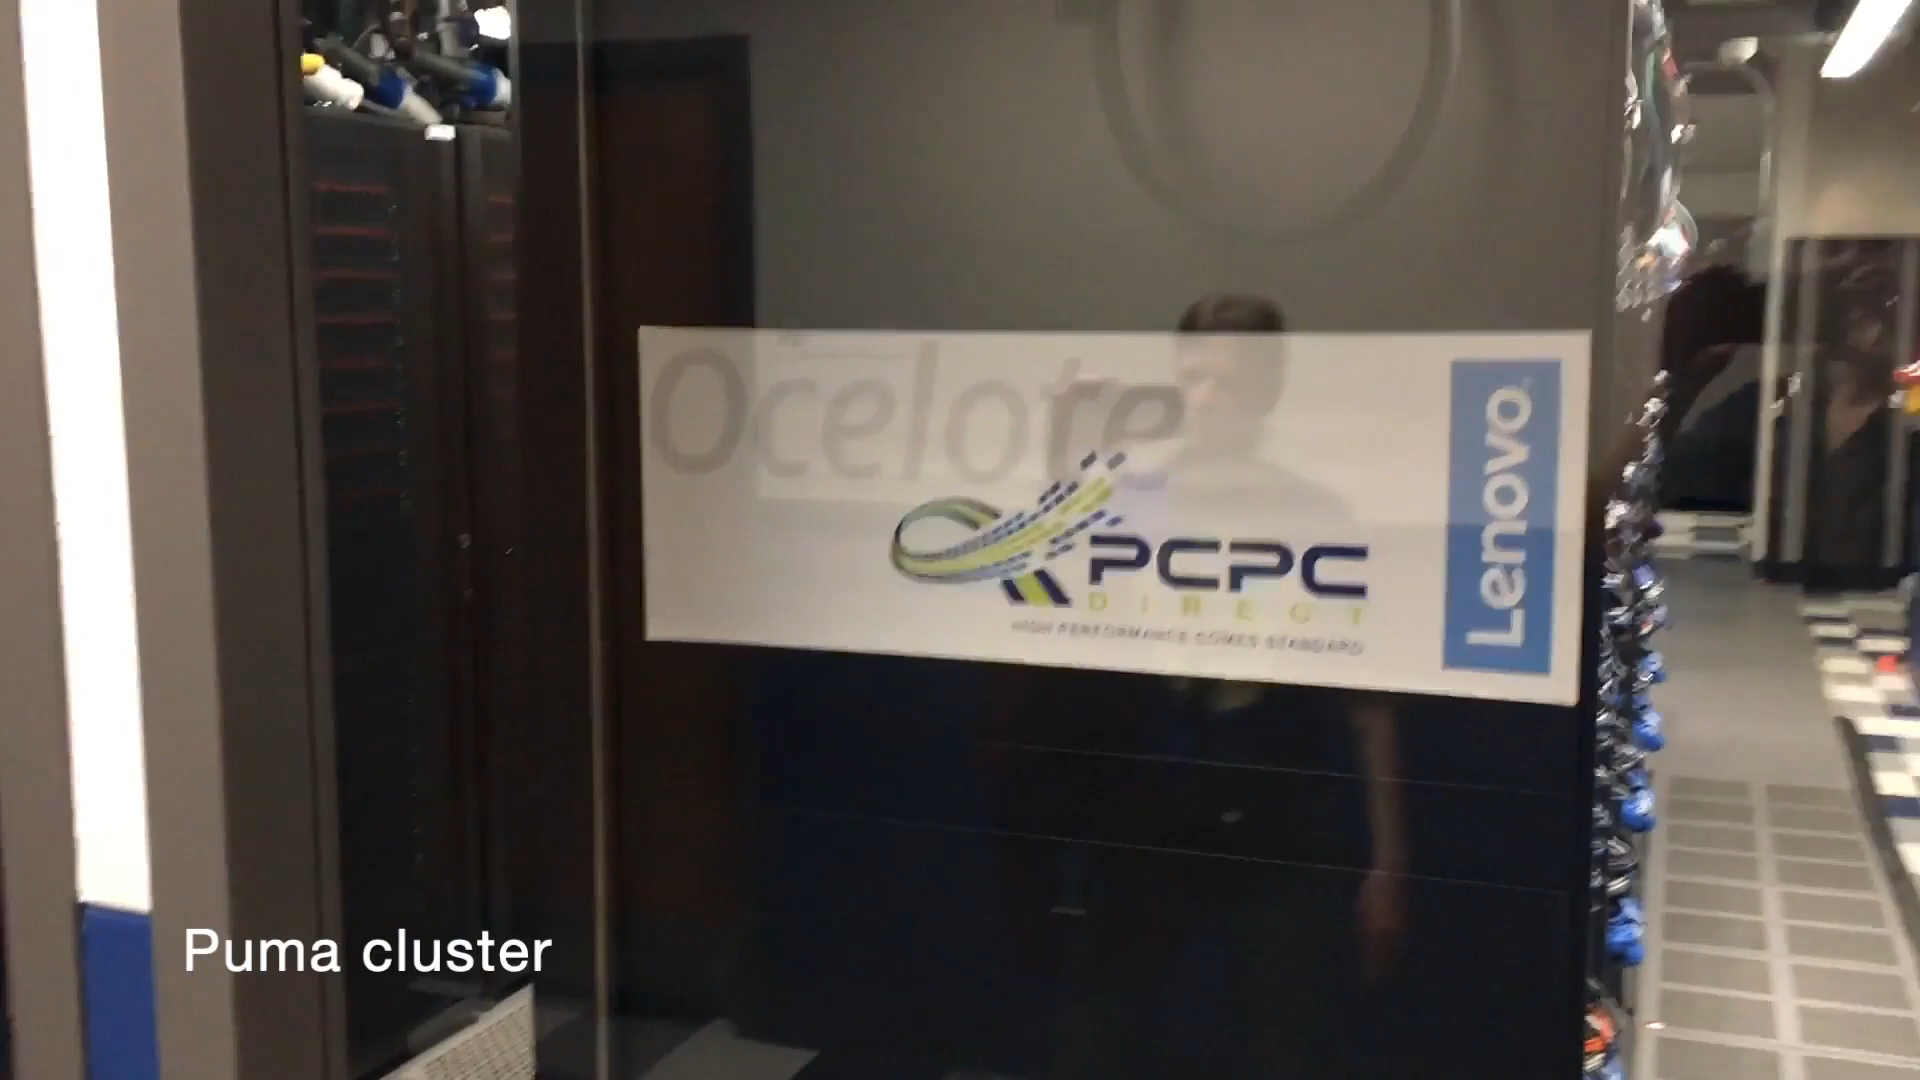 Ocelote
PCPC
DIRECT
HIGH PERFORMANCE COMES STANDARD
Lenovo
Puma cluster